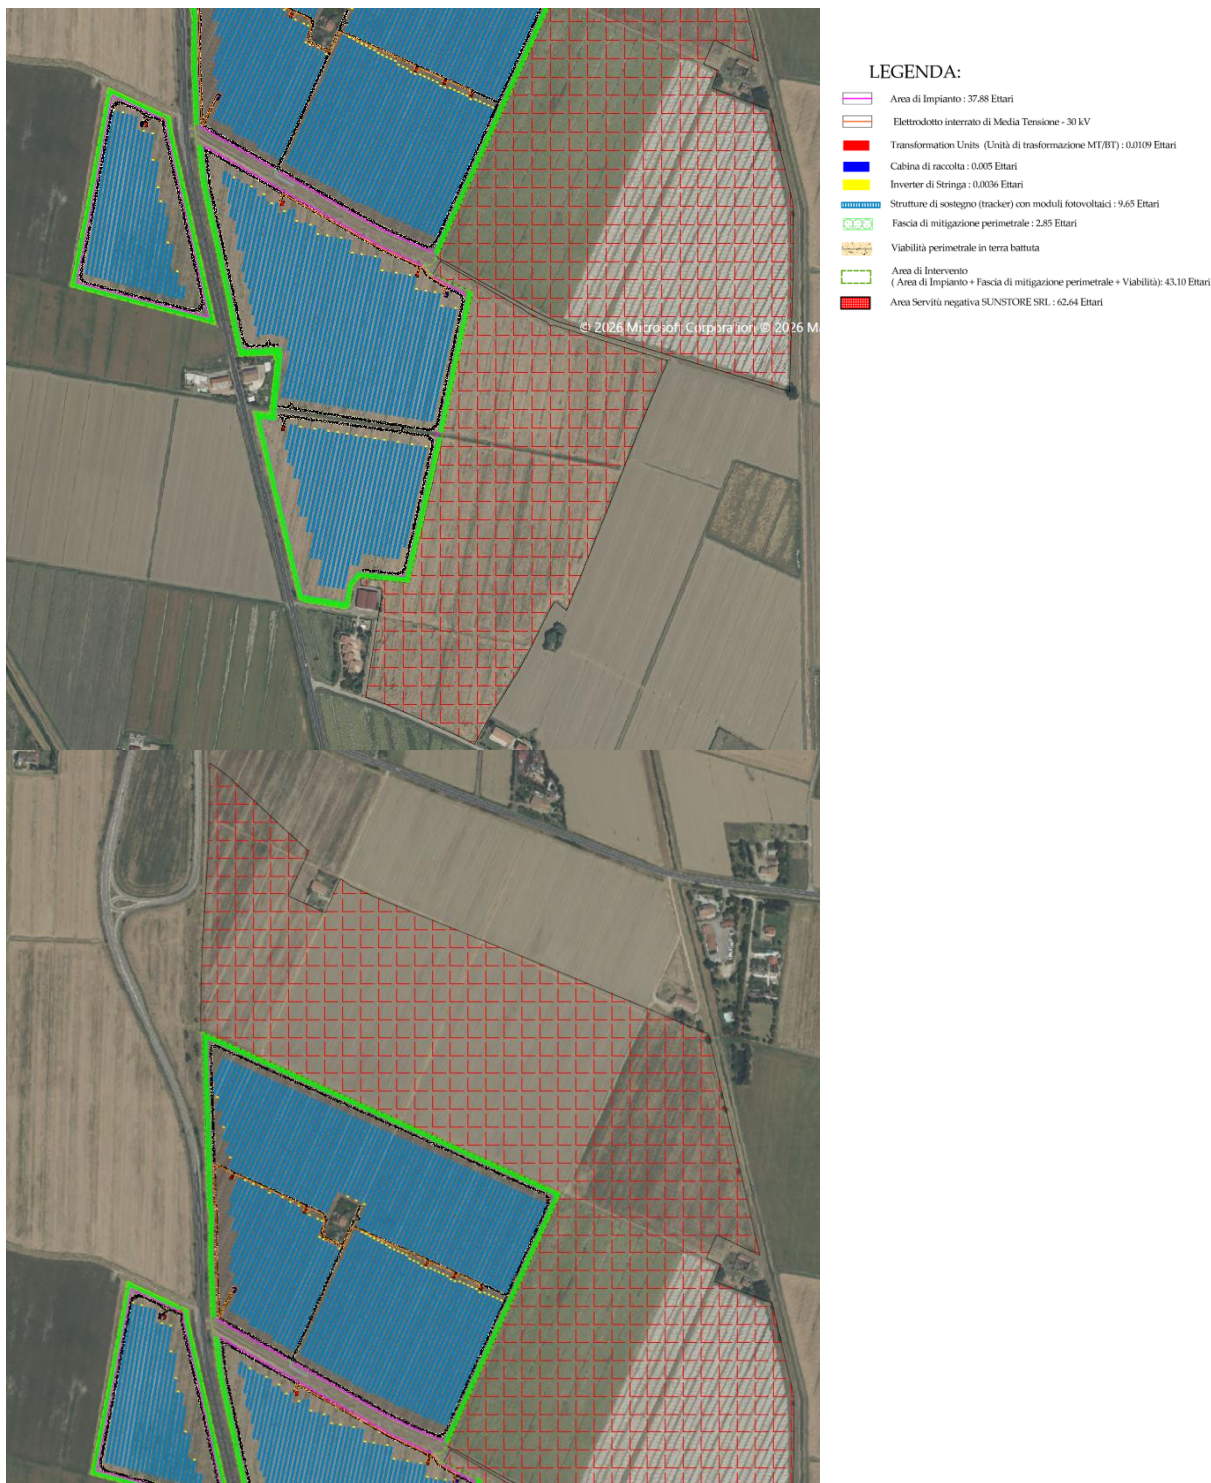 LEGENDA:
Area di Impianto : 37.88 Ettari
Elettrodotto interrato di Media Tensione - 30 kV
Transformation Units (Unità di trasformazione MT/BT) : 0.0109 Ettari
Cabina di raccolta : 0.005 Ettari
Inverter di Stringa : 0.0036 Ettari
Strutture di sostegno (tracker) con moduli fotovoltaici : 9.65 Ettari
Fascia di mitigazione perimetrale : 2.85 Ettari
Viabilità perimetrale in terra battuta
Area di Intervento
( Area di Impianto + Fascia di mitigazione perimetrale + Viabilità): 43.10 Ettari
Area Servitù negativa SUNSTORE SRL : 62.64 Ettari
© 2026 Microsoft Corporation © 2026 M